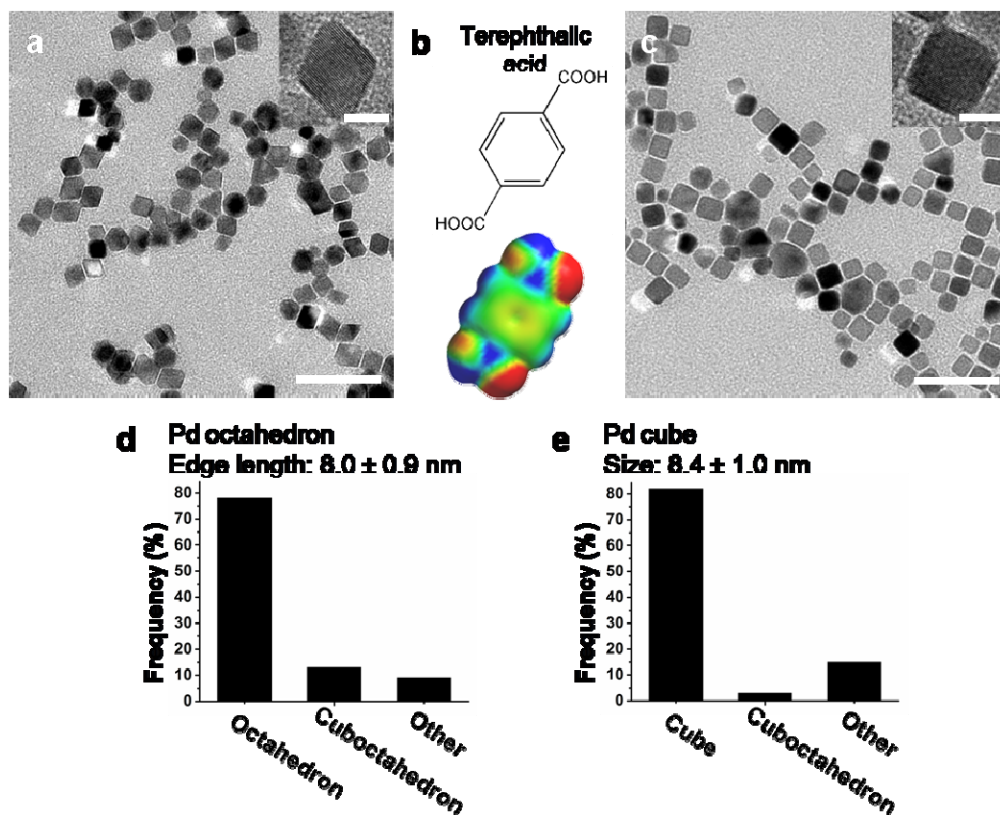 a
b
Terephthalic
acid
COOH
HOOC
c
d
Pd octahedron
Edge length: 8.0 ± 0.9 nm
Frequency (%)
80
70
60
50
40
30
20
10
0
Octahedron
Cuboctahedron
Other
e
Pd cube
Size: 8.4 ± 1.0 nm
Frequency (%)
80
70
60
50
40
30
20
10
0
Cube
Cuboctahedron
Other